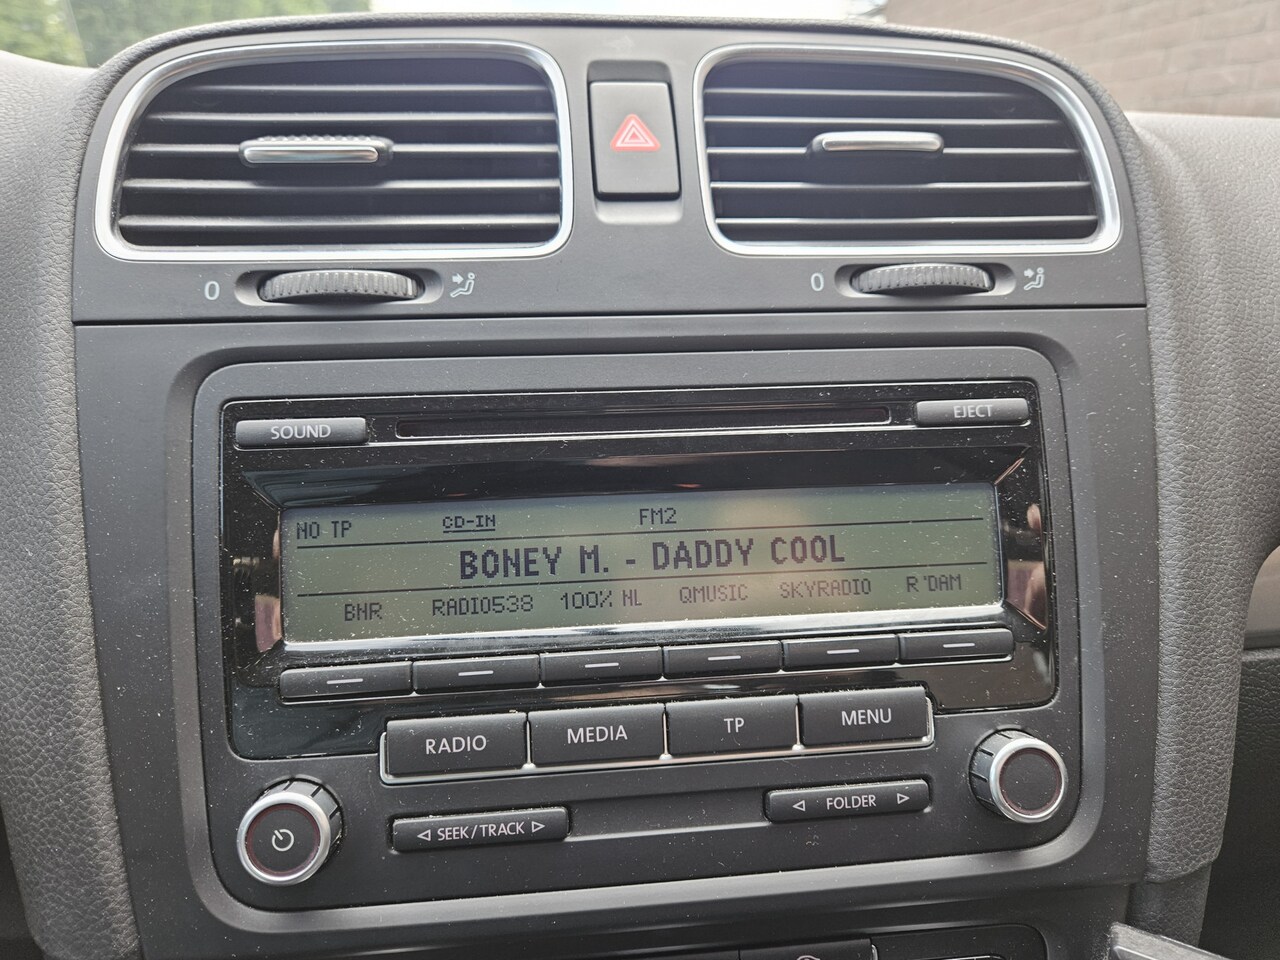 0
0
SOUND
EJECT
NO TP CD-IN FM2
BONEY M. - DADDY COOL
BNR RADIO538 100% NL QMUSIC SKYRADIO R'DAM
RADIO MEDIA TP MENU
SEEK/TRACK
FOLDER